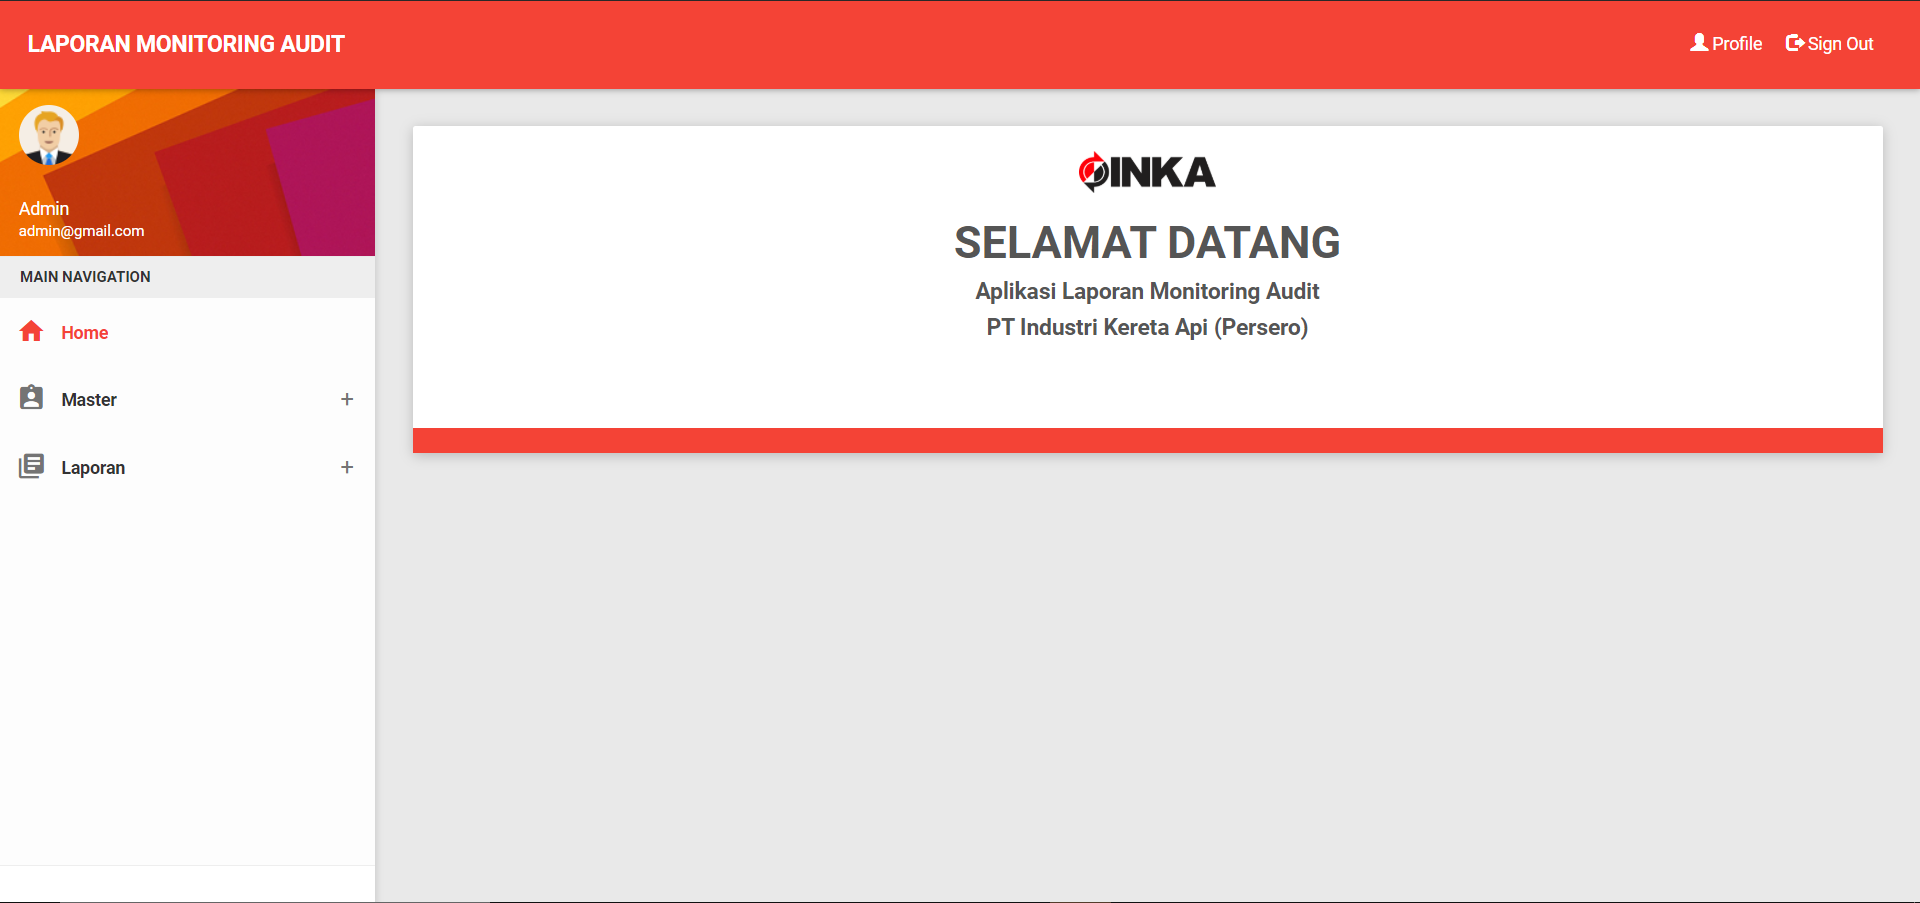 LAPORAN MONITORING AUDIT
Profile
Sign Out
Admin
admin@gmail.com
MAIN NAVIGATION
Home
Master +
Laporan +
INKA
SELAMAT DATANG
Aplikasi Laporan Monitoring Audit
PT Industri Kereta Api (Persero)